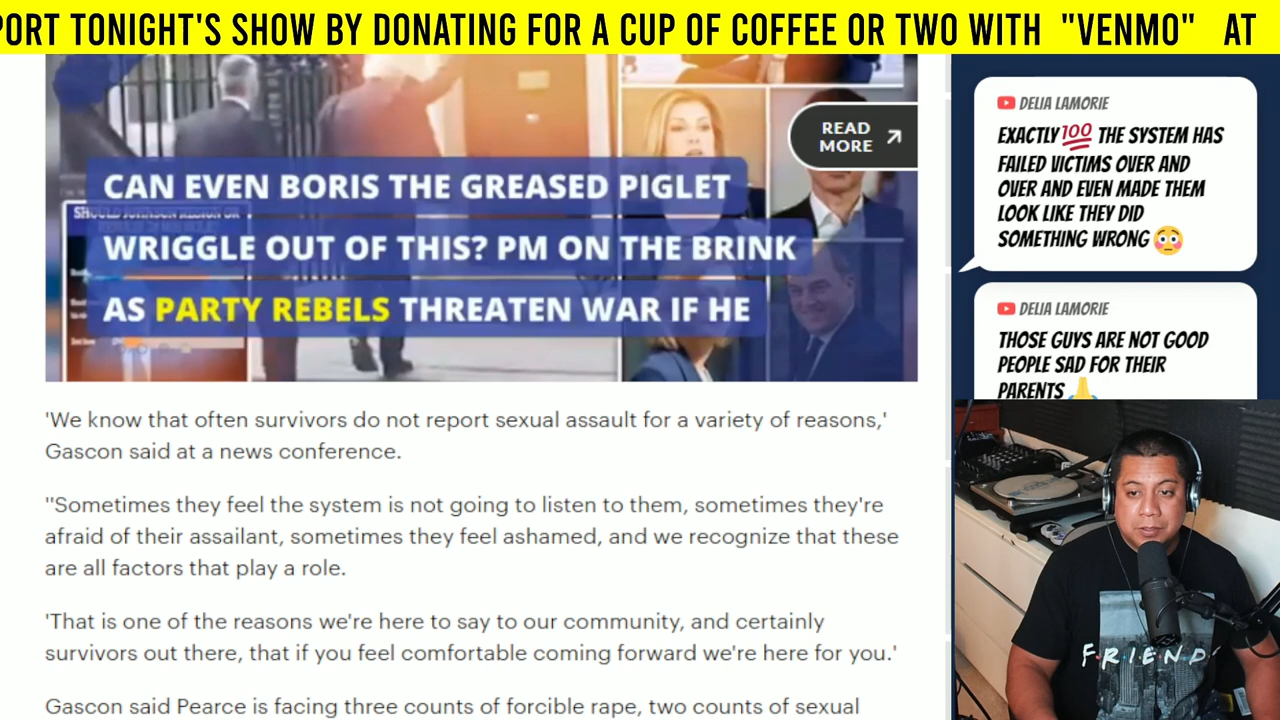 PORT TONIGHT'S SHOW BY DONATING FOR A CUP OF COFFEE OR TWO WITH "VENMO" AT
READ
MORE
CAN EVEN BORIS THE GREASED PIGLET
WRIGGLE OUT OF THIS? PM ON THE BRINK
AS PARTY REBELS THREATEN WAR IF HE
'We know that often survivors do not report sexual assault for a variety of reasons,'
Gascon said at a news conference.
''Sometimes they feel the system is not going to listen to them, sometimes they're
afraid of their assailant, sometimes they feel ashamed, and we recognize that these
are all factors that play a role.
'That is one of the reasons we're here to say to our community, and certainly
survivors out there, that if you feel comfortable coming forward we're here for you.'
Gascon said Pearce is facing three counts of forcible rape, two counts of sexual
DELIA LAMORIE
EXACTLY💯 THE SYSTEM HAS
FAILED VICTIMS OVER AND
OVER AND EVEN MADE THEM
LOOK LIKE THEY DID
SOMETHING WRONG😳
DELIA LAMORIE
THOSE GUYS ARE NOT GOOD
PEOPLE SAD FOR THEIR
PARENTS🙏
FRIENDS